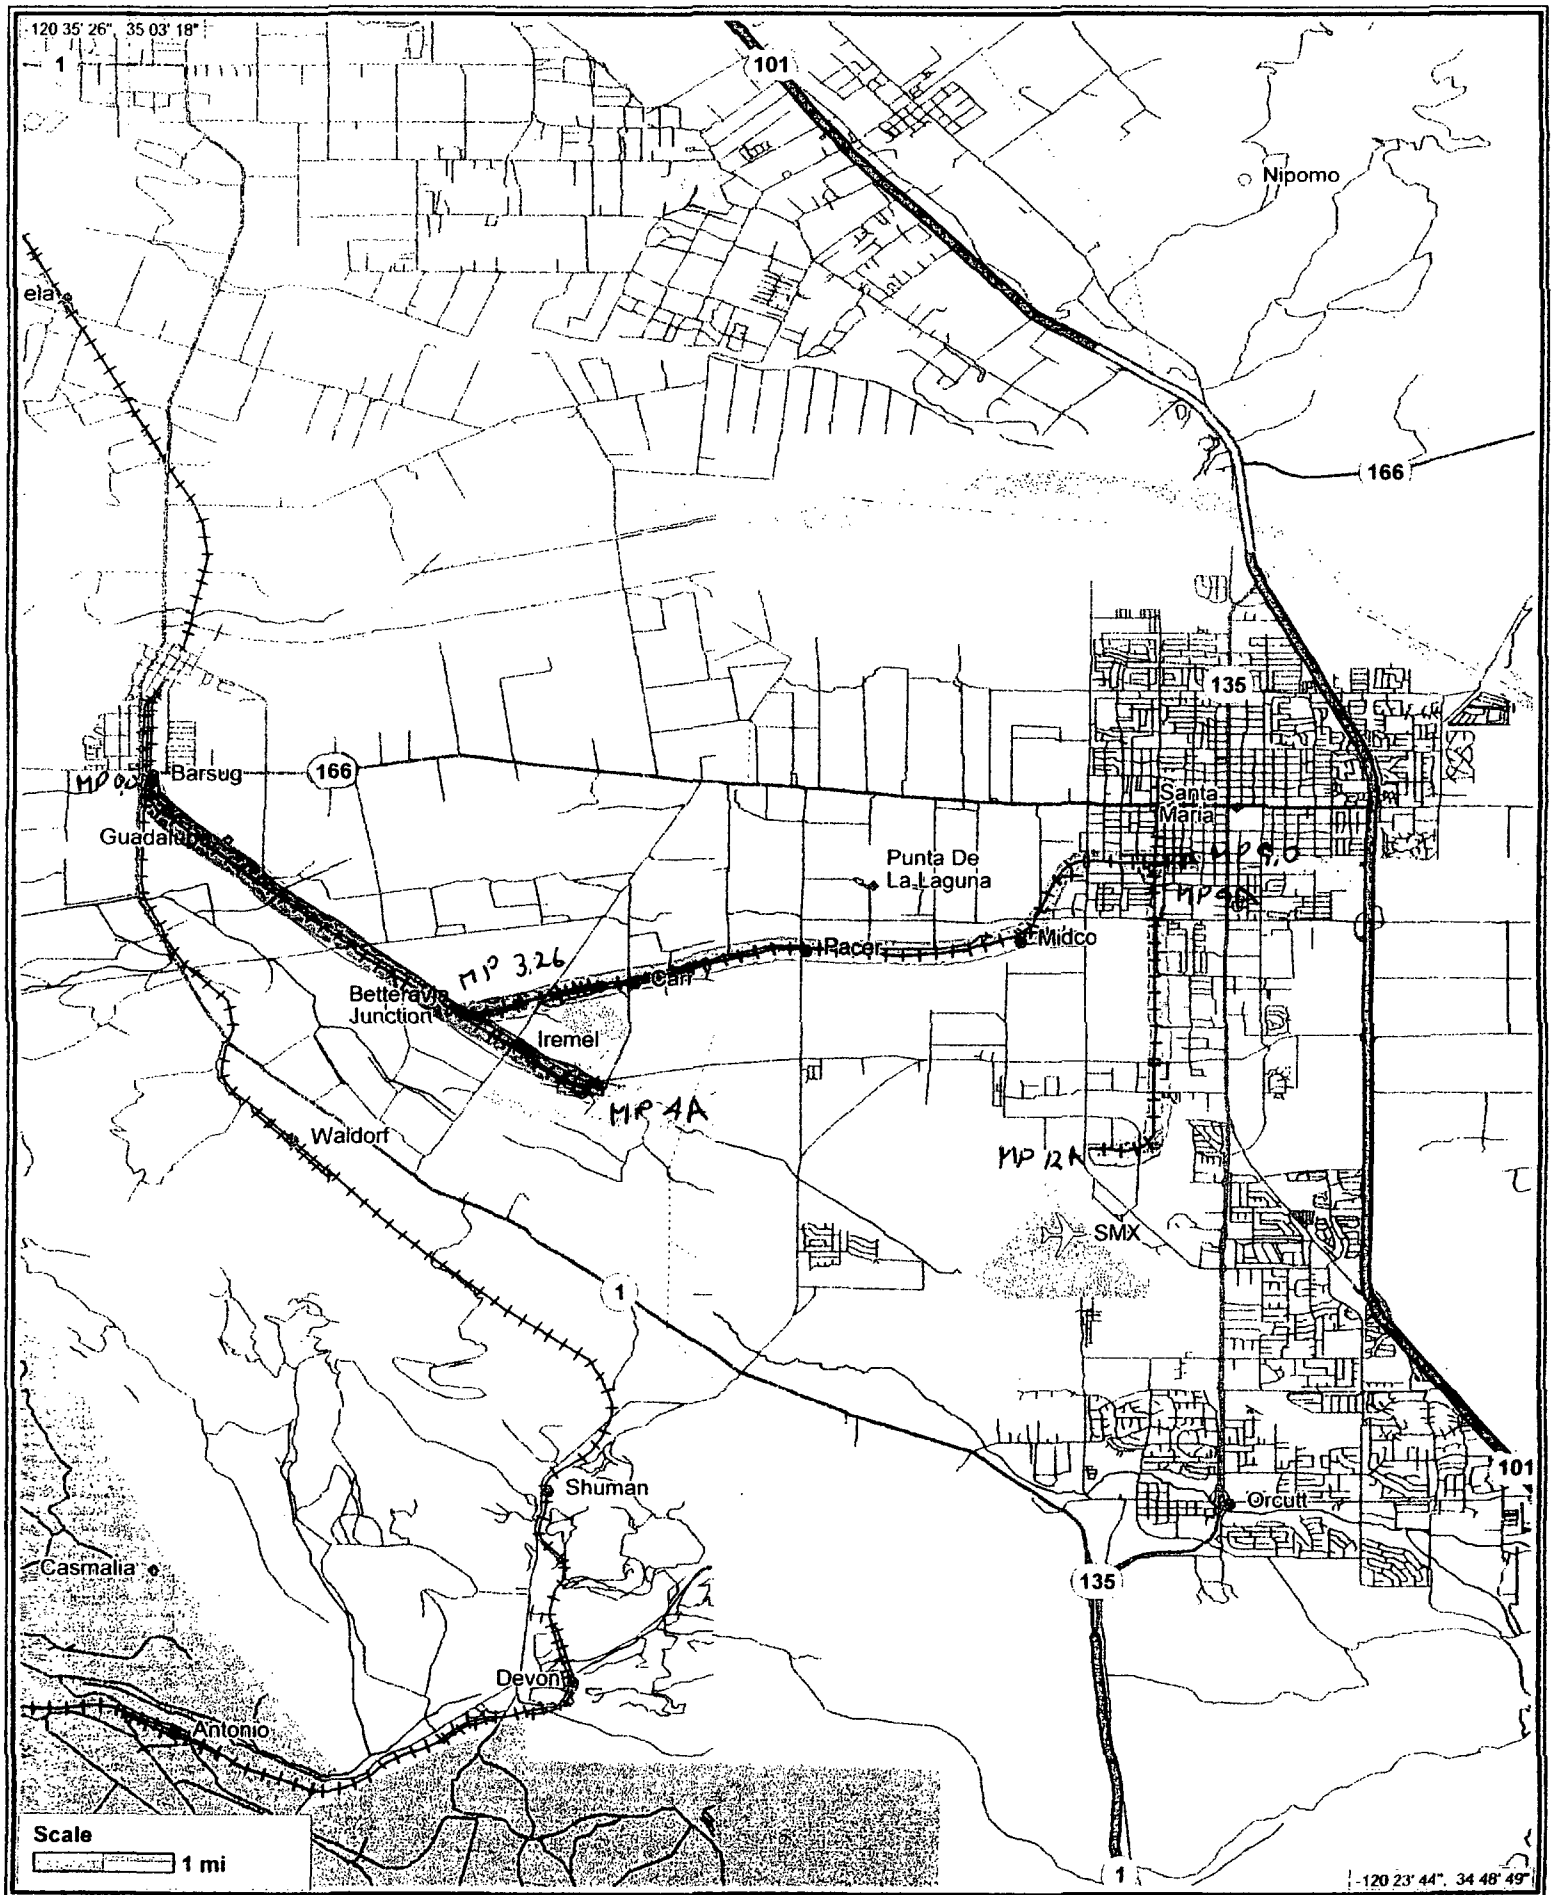 -120 35' 26", 35 03' 18"
1
101
Nipomo
ela
166
135
MP 0.0
Barsug
166
Santa
Maria
Guadalupe
Punta De
La Laguna
MP 9.0
MP 9A
Midco
Pacer
MP 3.26
Carr
Betteravia
Junction
Iremel
MP 4A
Waldorf
MP 12A
SMX
1
Shuman
101
Orcutt
Casmalia
135
Devon
Antonio
Scale
1 mi
1
-120 23' 44", 34 48' 49"